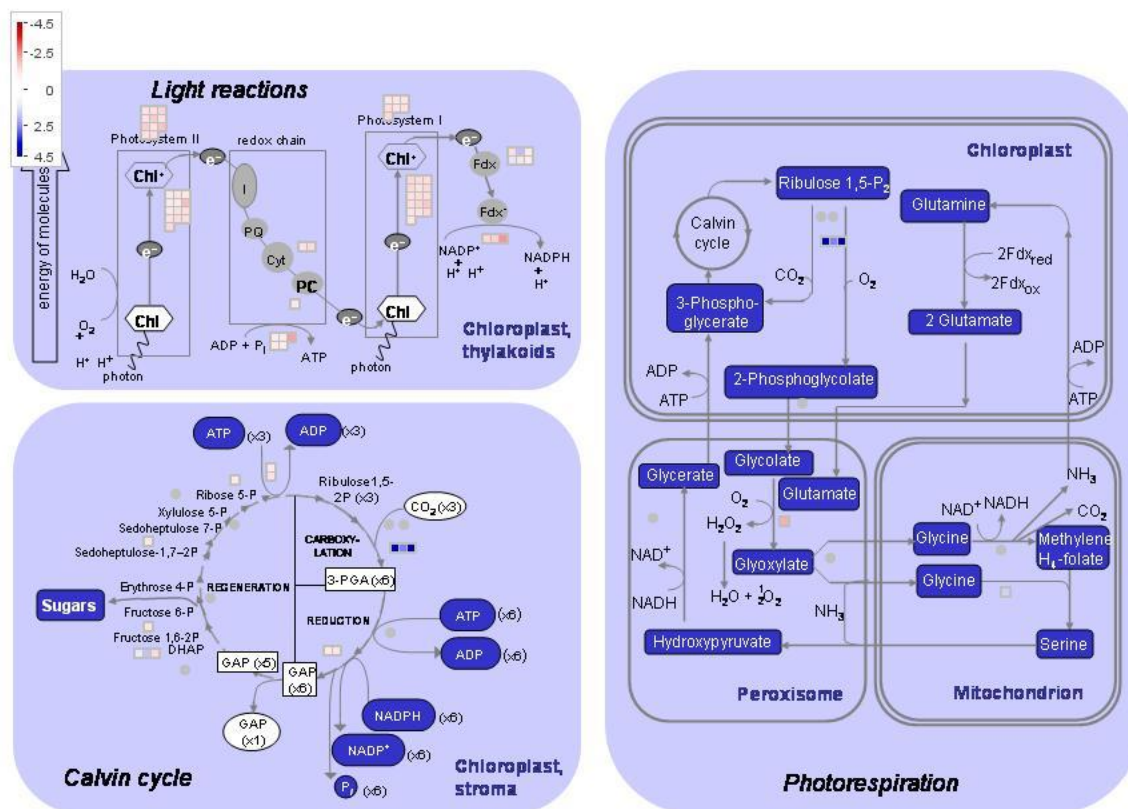 -4.5
-2.5
0
2.5
4.5
energy of molecules
Light reactions
Photosystem II
redox chain
Photosystem I
Chl⁺
e⁻
I
PQ
Cyt
PC
e⁻
Chl
photon
H₂O
O₂
+
H⁺ H⁺
e⁻
ADP + Pᵢ
ATP
Chl⁺
e⁻
Chl
photon
e⁻
Fdx
Fdx⁻
NADP⁺
+
H⁺ H⁺
NADPH
+
H⁺
Chloroplast,
thylakoids
ATP (x3)
ADP (x3)
Ribulose 1,5-
2P (x3)
CO₂ (x3)
CARBOXY-
LATION
3-PGA (x6)
REDUCTION
ATP (x6)
ADP (x6)
NADPH (x6)
NADP⁺ (x6)
Pᵢ (x6)
GAP
(x6)
GAP
(x1)
GAP (x5)
DHAP
Fructose 1,6-2P
Fructose 6-P
Sugars
Erythrose 4-P
REGENERATION
Sedoheptulose-1,7–2P
Sedoheptulose 7-P
Xylulose 5-P
Ribose 5-P
Calvin cycle
Chloroplast,
stroma
Chloroplast
Ribulose 1,5-P₂
Glutamine
Calvin
cycle
CO₂
O₂
2Fdx red
2Fdx ox
3-Phospho-
glycerate
2 Glutamate
2-Phosphoglycolate
ADP
ATP
ADP
ATP
Glycerate
Glycolate
Glutamate
O₂
H₂O₂
Glyoxylate
H₂O + ½O₂
NAD⁺
NADH
Hydroxypyruvate
Peroxisome
NH₃
NH₃
NAD⁺
NADH
CO₂
Glycine
Methylene
H₄-folate
Glycine
Serine
Mitochondrion
Photorespiration